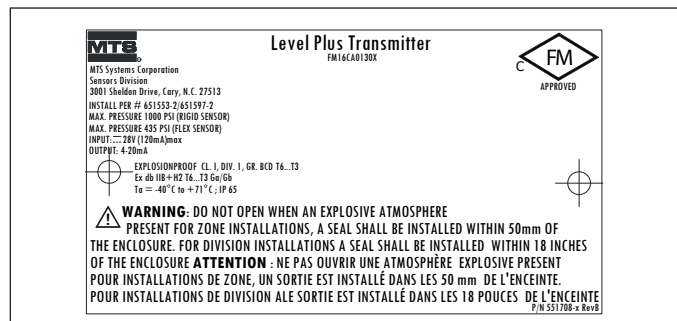 MTS
Level Plus Transmitter
FM16CA0130X
C FM
APPROVED
MTS Systems Corporation
Sensors Division
3001 Sheldon Drive, Cary, N.C. 27513
INSTALL PER # 651553-2/651597-2
MAX. PRESSURE 1000 PSI (RIGID SENSOR)
MAX. PRESSURE 435 PSI (FLEX SENSOR)
INPUT: ⎓ 28V (120mA)max
OUTPUT: 4-20mA
EXPLOSIONPROOF CL. I, DIV. 1, GR. BCD T6...T3
Ex db IIB+H2 T6...T3 Ga/Gb
Ta = -40°C to +71°C ; IP 65
WARNING: DO NOT OPEN WHEN AN EXPLOSIVE ATMOSPHERE
PRESENT FOR ZONE INSTALLATIONS, A SEAL SHALL BE INSTALLED WITHIN 50mm OF
THE ENCLOSURE. FOR DIVISION INSTALLATIONS A SEAL SHALL BE INSTALLED WITHIN 18 INCHES
OF THE ENCLOSURE ATTENTION : NE PAS OUVRIR UNE ATMOSPHÈRE EXPLOSIVE PRESENT
POUR INSTALLATIONS DE ZONE, UN SORTIE EST INSTALLÉ DANS LES 50 mm DE L'ENCEINTE.
POUR INSTALLATIONS DE DIVISION ALE SORTIE EST INSTALLÉ DANS LES 18 POUCES DE L'ENCEINTE
P/N 551708-x RevB